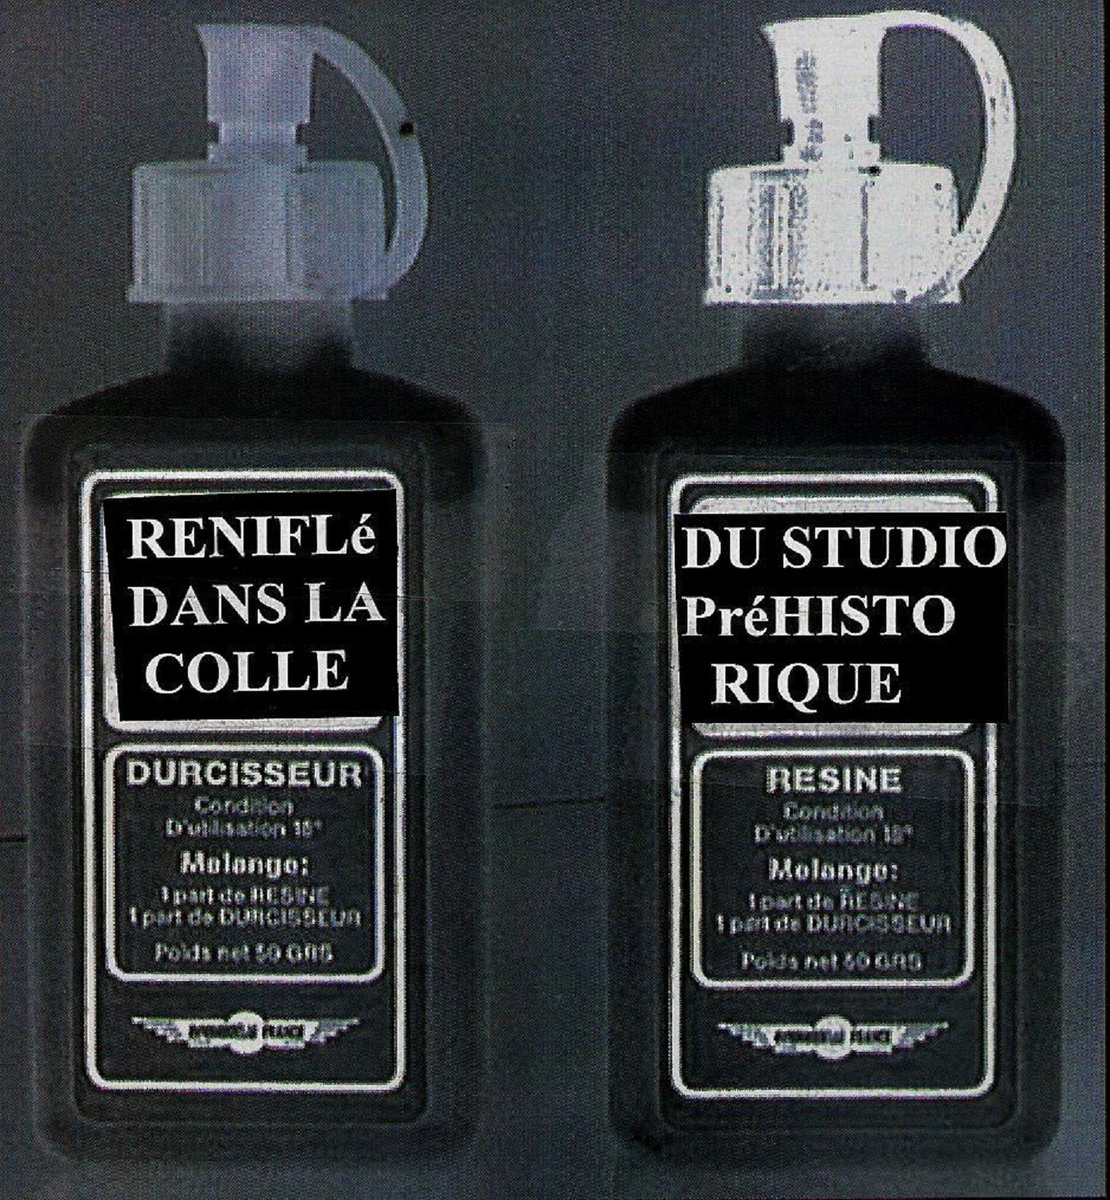 RENIFLé
DANS LA
COLLE
DURCISSEUR
Condition
D'utilisation 18°
Melange:
1 part de RESINE
1 part de DURCISSEUR
Poids net 50 GRS
FRANCE
DU STUDIO
PréHISTO
RIQUE
RESINE
Condition
D'utilisation 18°
Melange:
1 part de RESINE
1 part de DURCISSEUR
Poids net 50 GRS
FRANCE